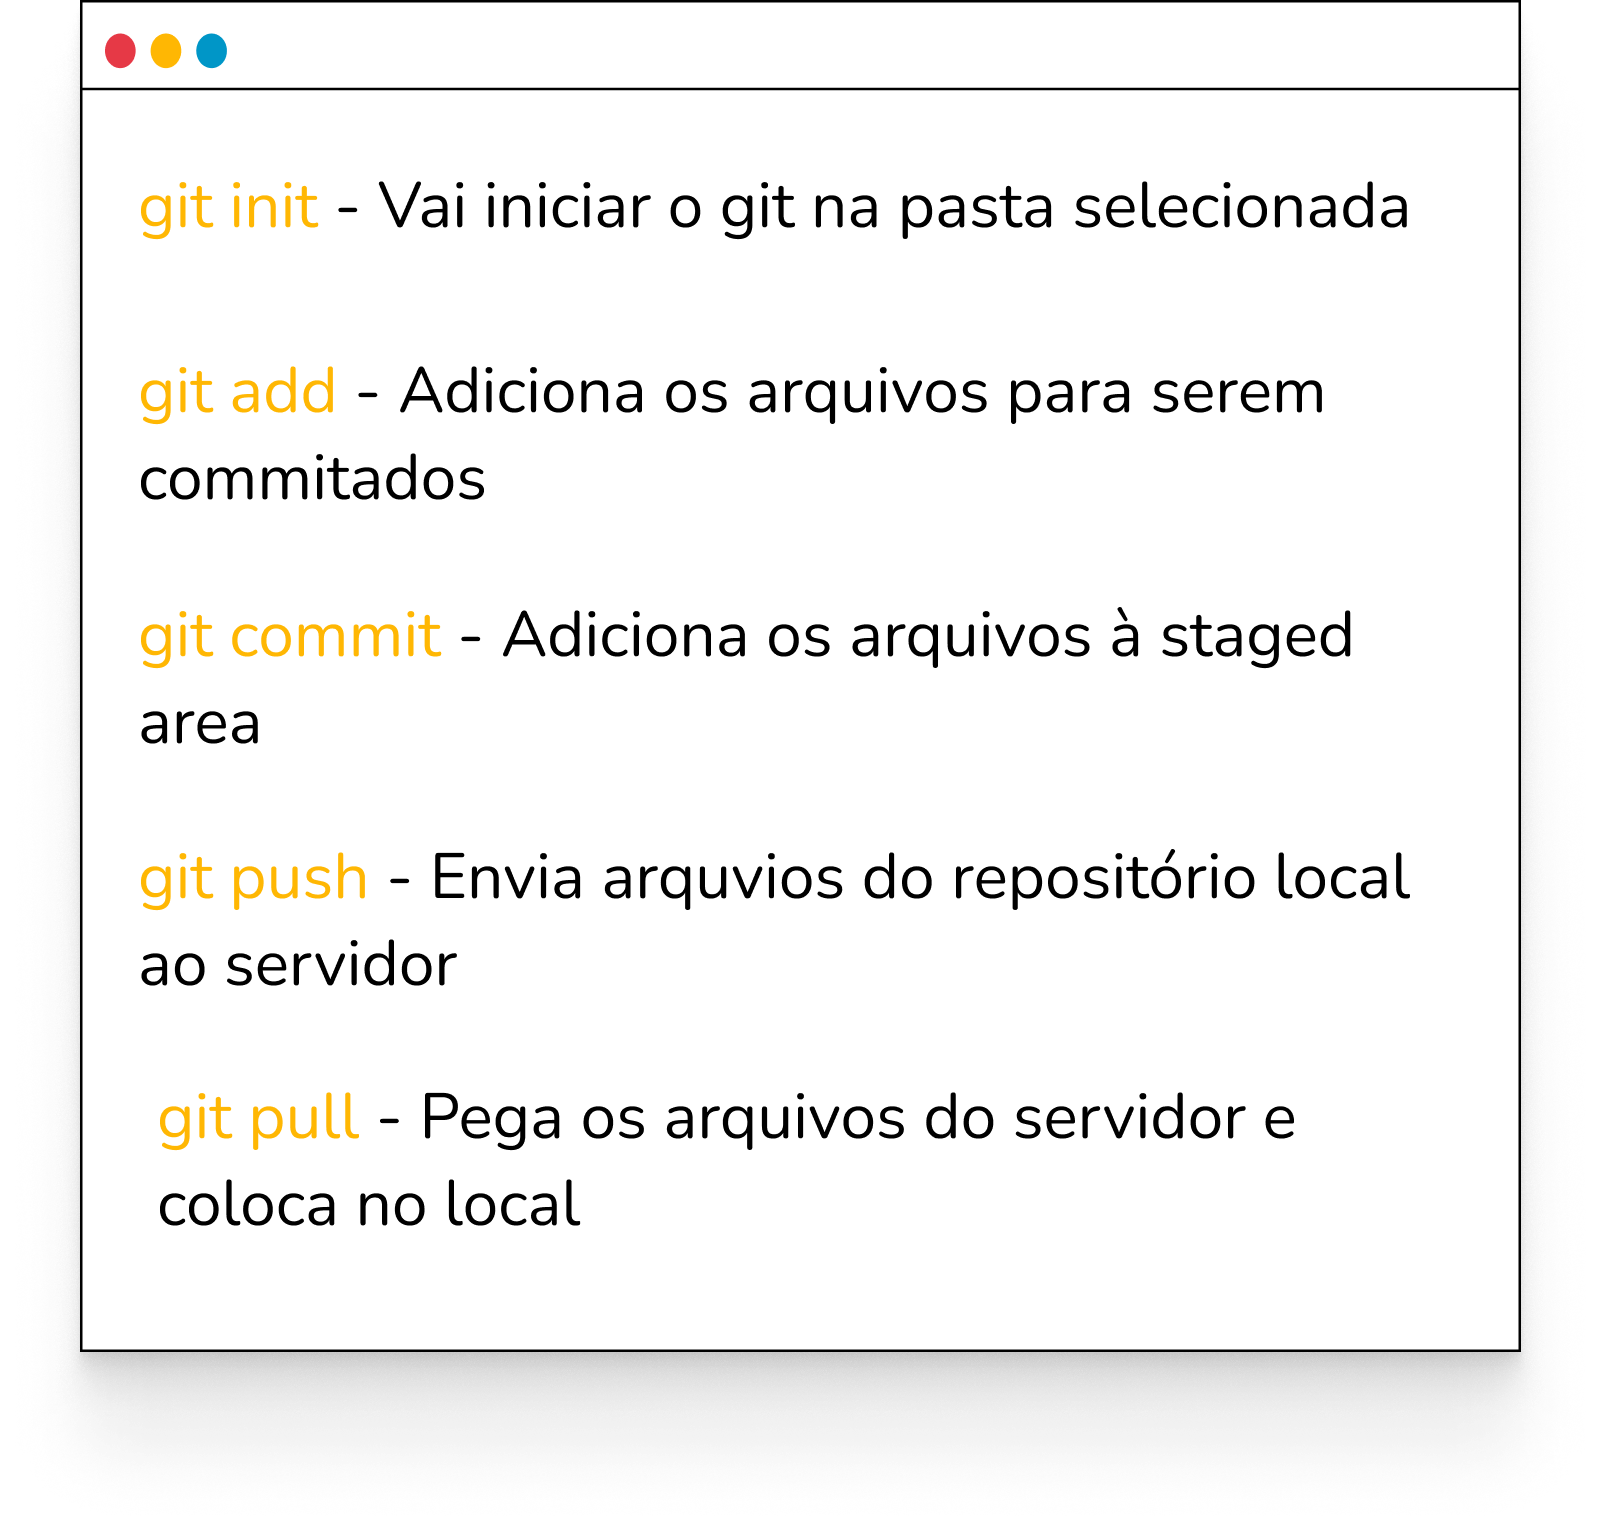 git init - Vai iniciar o git na pasta selecionada
git add - Adiciona os arquivos para serem
commitados
git commit - Adiciona os arquivos à staged
area
git push - Envia arquvios do repositório local
ao servidor
git pull - Pega os arquivos do servidor e
coloca no local